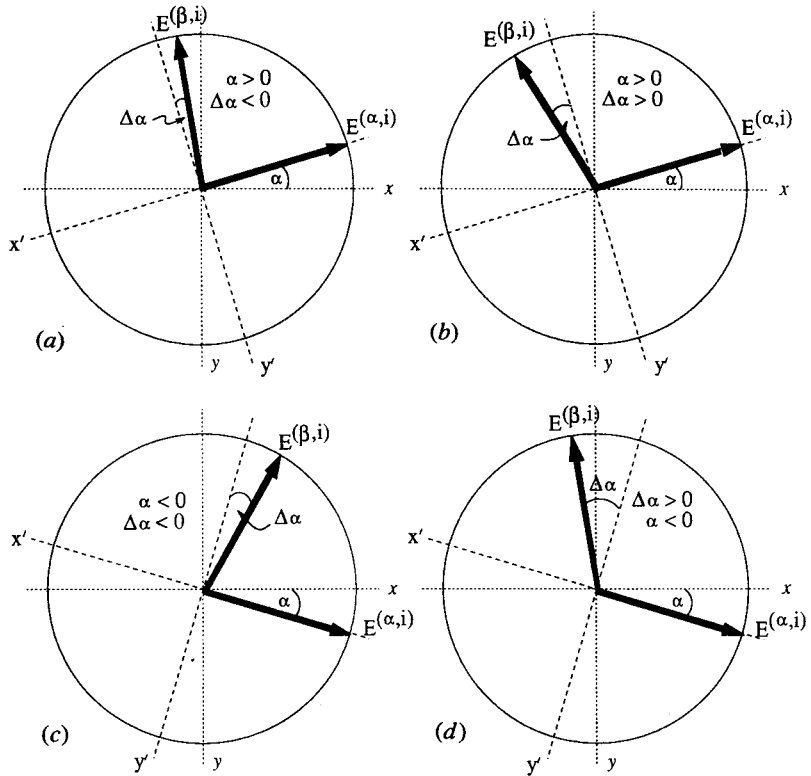 E(β,i)
α > 0
Δα < 0
Δα
E(α,i)
α
x
x'
(a)
y
y'
E(β,i)
α > 0
Δα > 0
Δα
E(α,i)
α
x
x'
(b)
y
y'
E(β,i)
α < 0
Δα < 0
Δα
x'
α
x
E(α,i)
(c)
y'
y
E(β,i)
Δα
Δα > 0
α < 0
x'
α
x
E(α,i)
(d)
y'
y